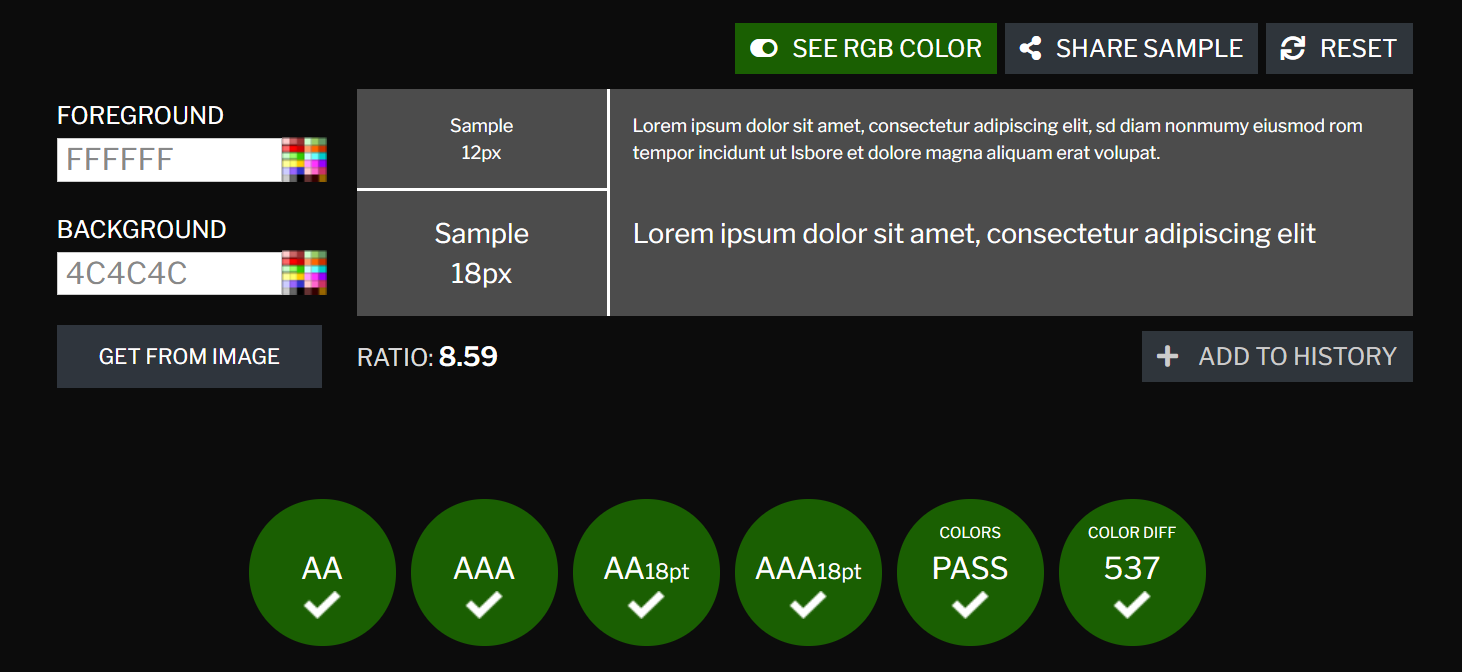 SEE RGB COLOR
SHARE SAMPLE
RESET
FOREGROUND
FFFFFF
BACKGROUND
4C4C4C
GET FROM IMAGE
Sample
12px
Lorem ipsum dolor sit amet, consectetur adipiscing elit, sd diam nonmumy eiusmod rom
tempor incidunt ut lsbore et dolore magna aliquam erat volupat.
Sample
18px
Lorem ipsum dolor sit amet, consectetur adipiscing elit
RATIO: 8.59
ADD TO HISTORY
AA
AAA
AA18pt
AAA18pt
COLORS
PASS
COLOR DIFF
537